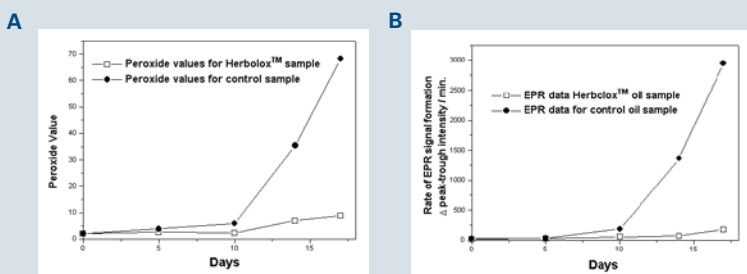 A
Peroxide Value
70
60
50
40
30
20
10
0
Peroxide values for Herbolox™ sample
Peroxide values for control sample
0 5 10 15
Days
B
Rate of EPR signal formation
Δ peak-trough intensity / min.
3000
2500
2000
1500
1000
500
0
EPR data Herbolox™ oil sample
EPR data for control oil sample
0 5 10 15
Days